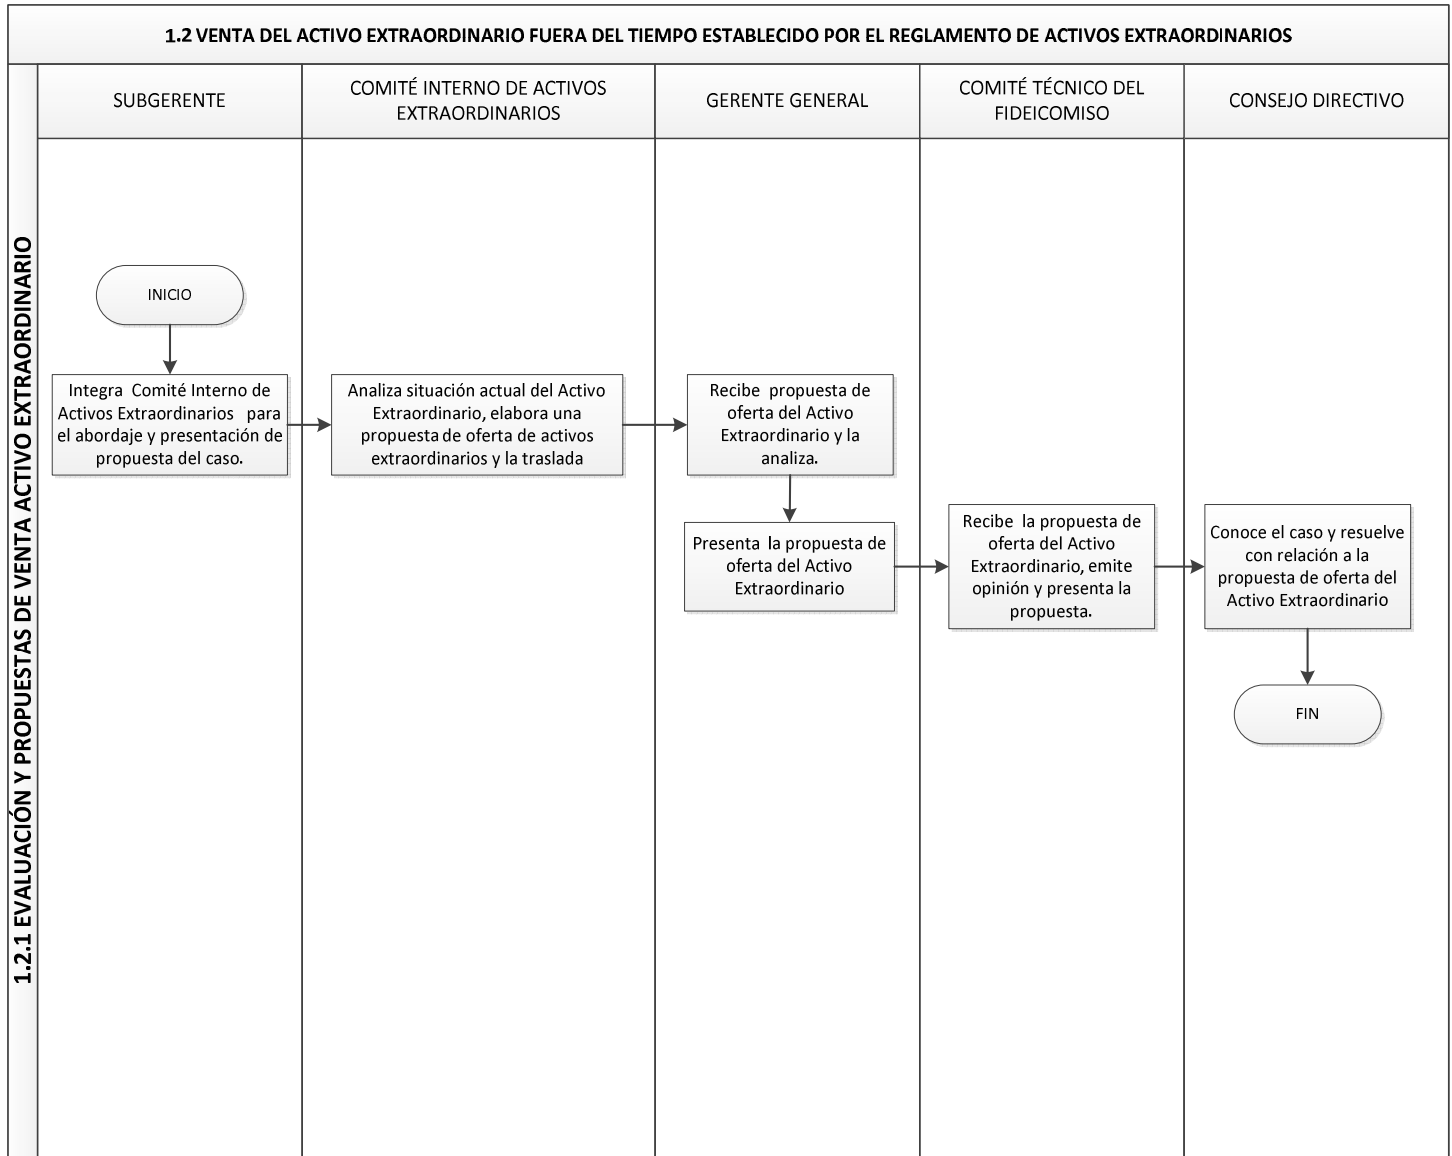 1.2 VENTA DEL ACTIVO EXTRAORDINARIO FUERA DEL TIEMPO ESTABLECIDO POR EL REGLAMENTO DE ACTIVOS EXTRAORDINARIOS
1.2.1 EVALUACIÓN Y PROPUESTAS DE VENTA ACTIVO EXTRAORDINARIO
SUBGERENTE
COMITÉ INTERNO DE ACTIVOS
EXTRAORDINARIOS
GERENTE GENERAL
COMITÉ TÉCNICO DEL
FIDEICOMISO
CONSEJO DIRECTIVO
INICIO
Integra Comité Interno de
Activos Extraordinarios para
el abordaje y presentación de
propuesta del caso.
Analiza situación actual del Activo
Extraordinario, elabora una
propuesta de oferta de activos
extraordinarios y la traslada
Recibe propuesta de
oferta del Activo
Extraordinario y la
analiza.
Presenta la propuesta de
oferta del Activo
Extraordinario
Recibe la propuesta de
oferta del Activo
Extraordinario, emite
opinión y presenta la
propuesta.
Conoce el caso y resuelve
con relación a la
propuesta de oferta del
Activo Extraordinario
FIN